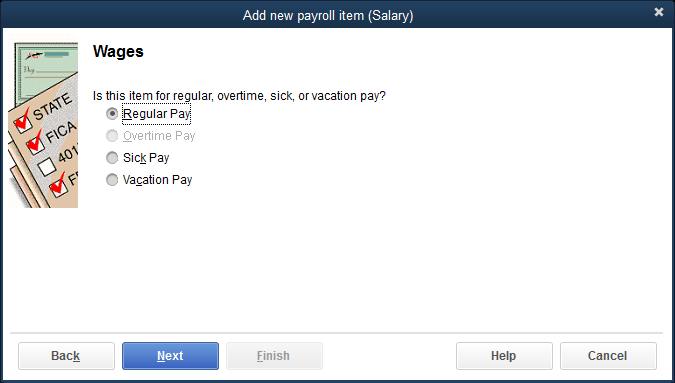 Add new payroll item (Salary)
Wages
Is this item for regular, overtime, sick, or vacation pay?
Regular Pay
Overtime Pay
Sick Pay
Vacation Pay
STATE
FICA
401
Back
Next
Finish
Help
Cancel